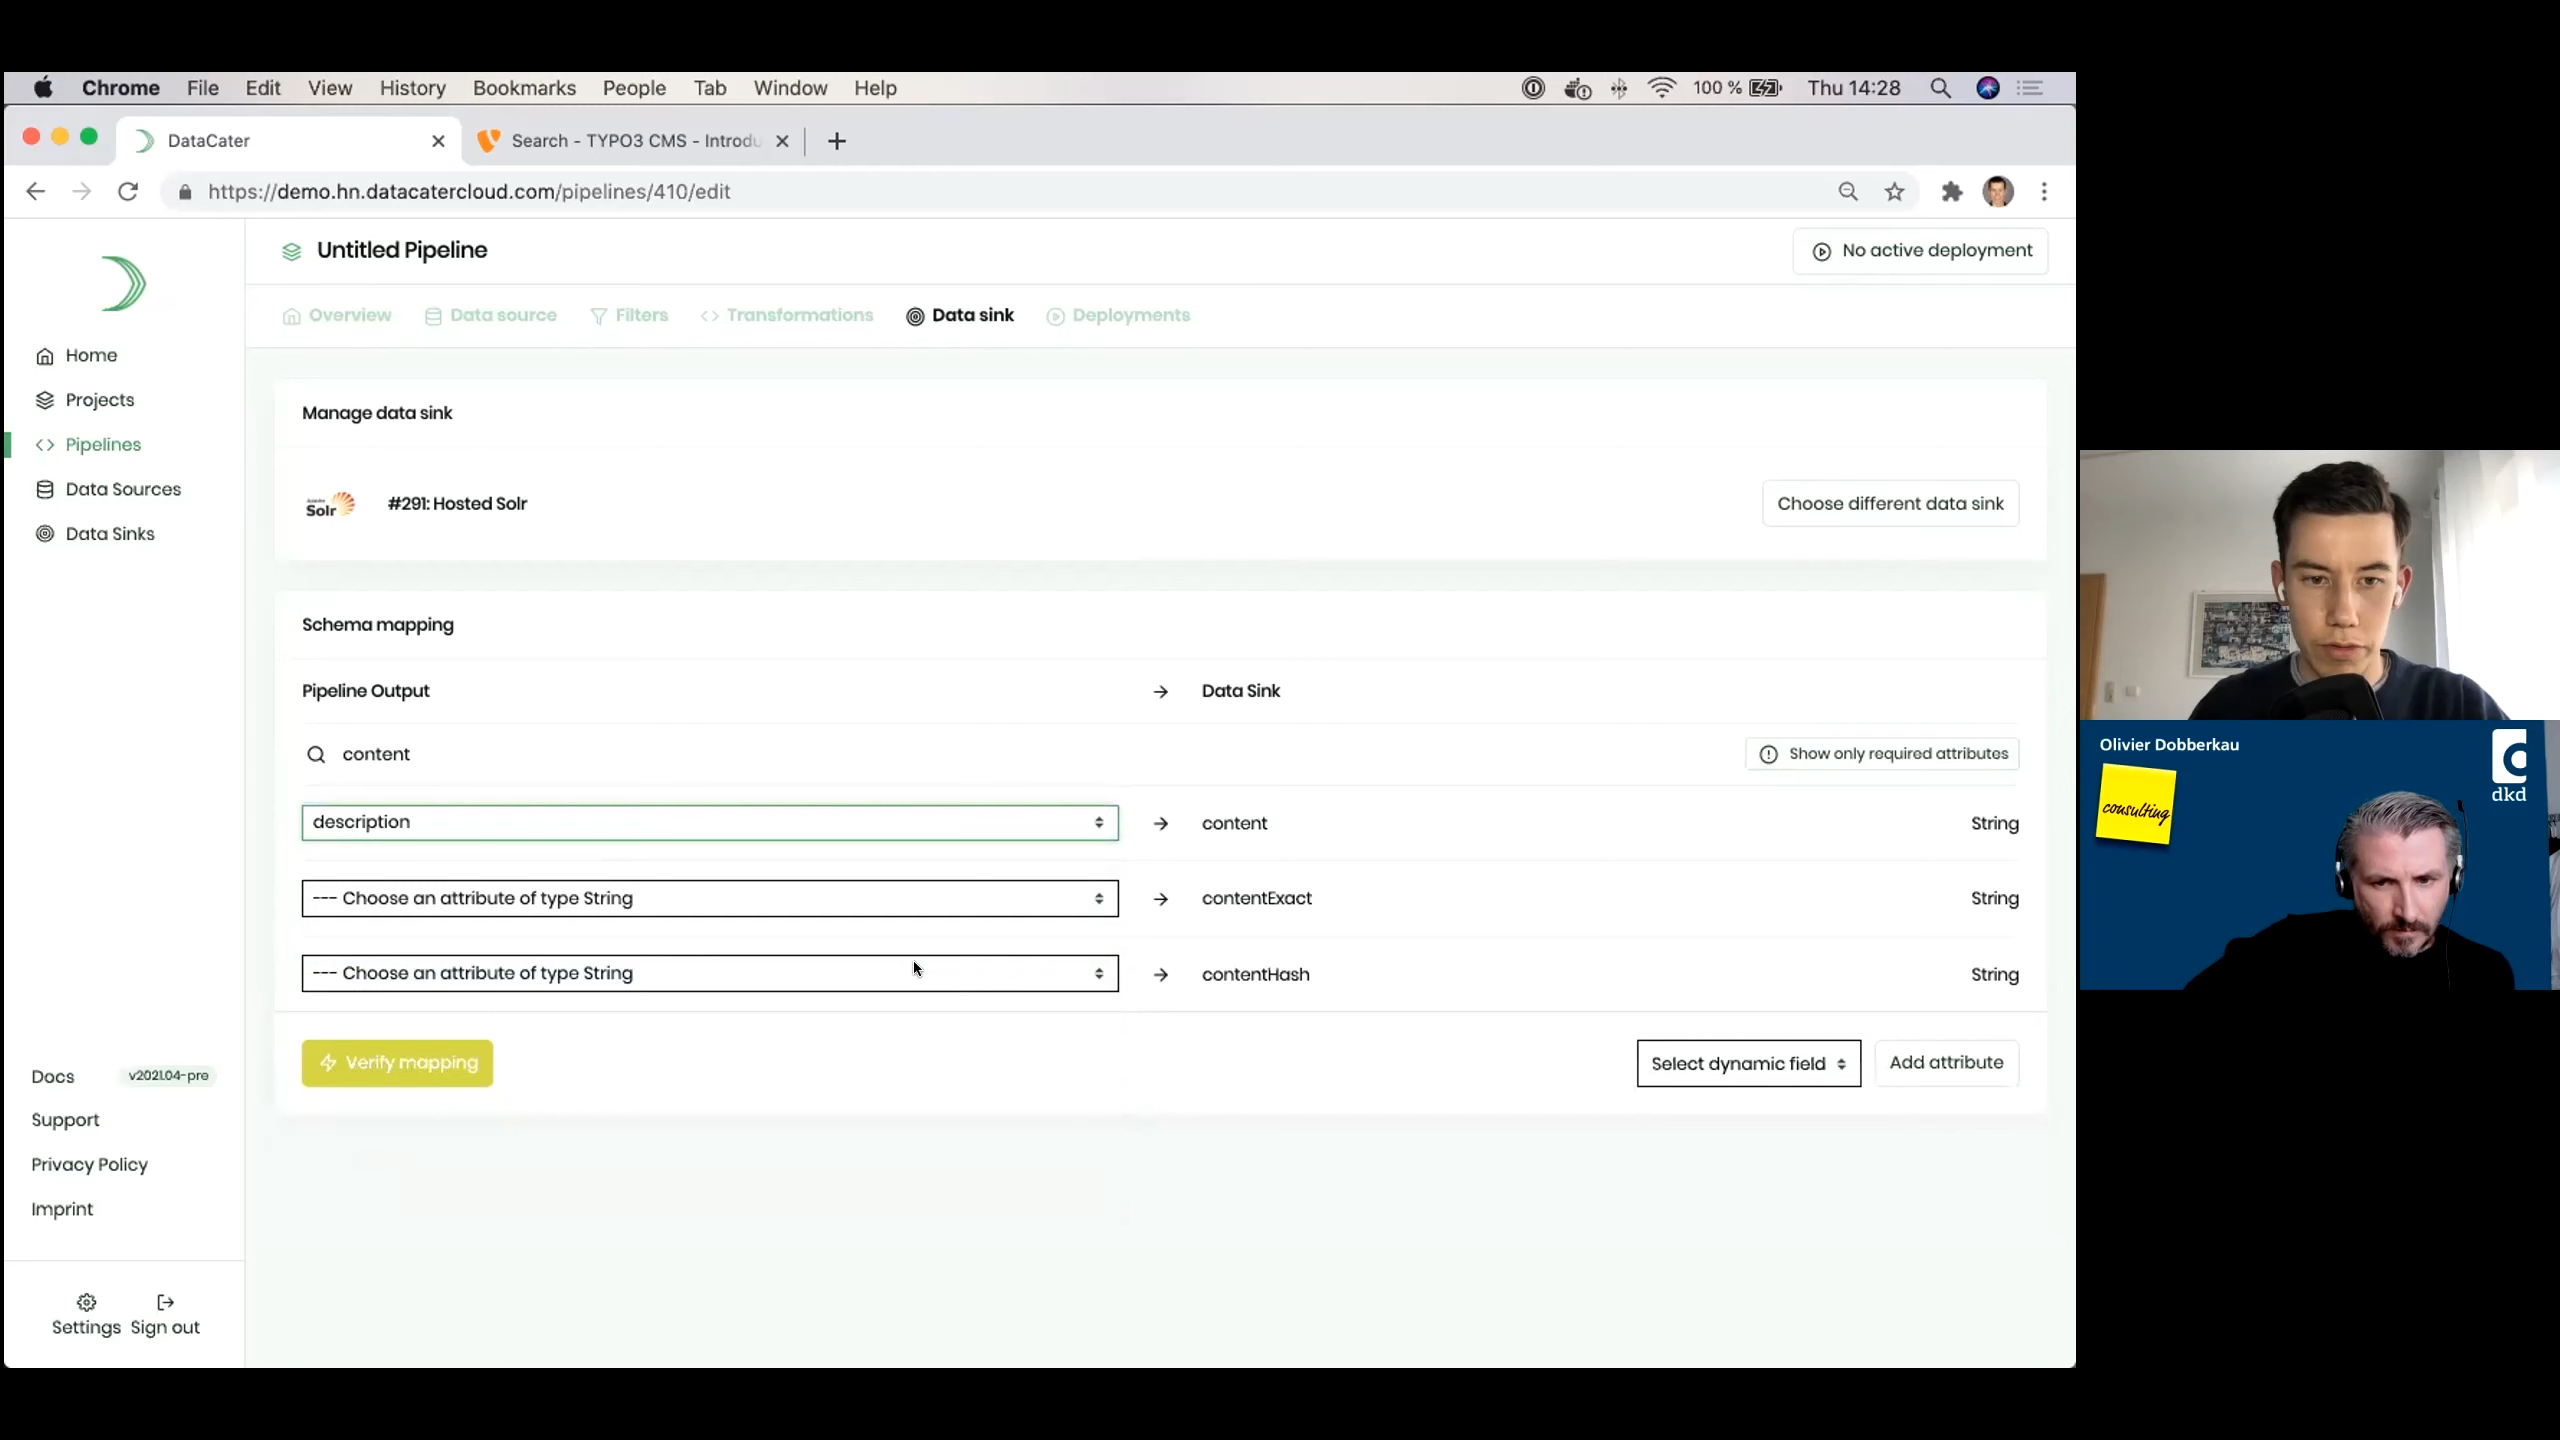 Chrome File Edit View History Bookmarks People Tab Window Help 100 % Thu 14:28
DataCater
Search - TYPO3 CMS - Introdu
https://demo.hn.datacatercloud.com/pipelines/410/edit
Untitled Pipeline
No active deployment
Overview Data source Filters Transformations Data sink Deployments
Home
Projects
Pipelines
Data Sources
Data Sinks
Manage data sink
Solr
#291: Hosted Solr
Choose different data sink
Schema mapping
Pipeline Output → Data Sink
content
Show only required attributes
description → content String
--- Choose an attribute of type String → contentExact String
--- Choose an attribute of type String → contentHash String
Verify mapping
Select dynamic field
Add attribute
Docs v2021.04-pre
Support
Privacy Policy
Imprint
Settings Sign out
Olivier Dobberkau
consulting
dkd